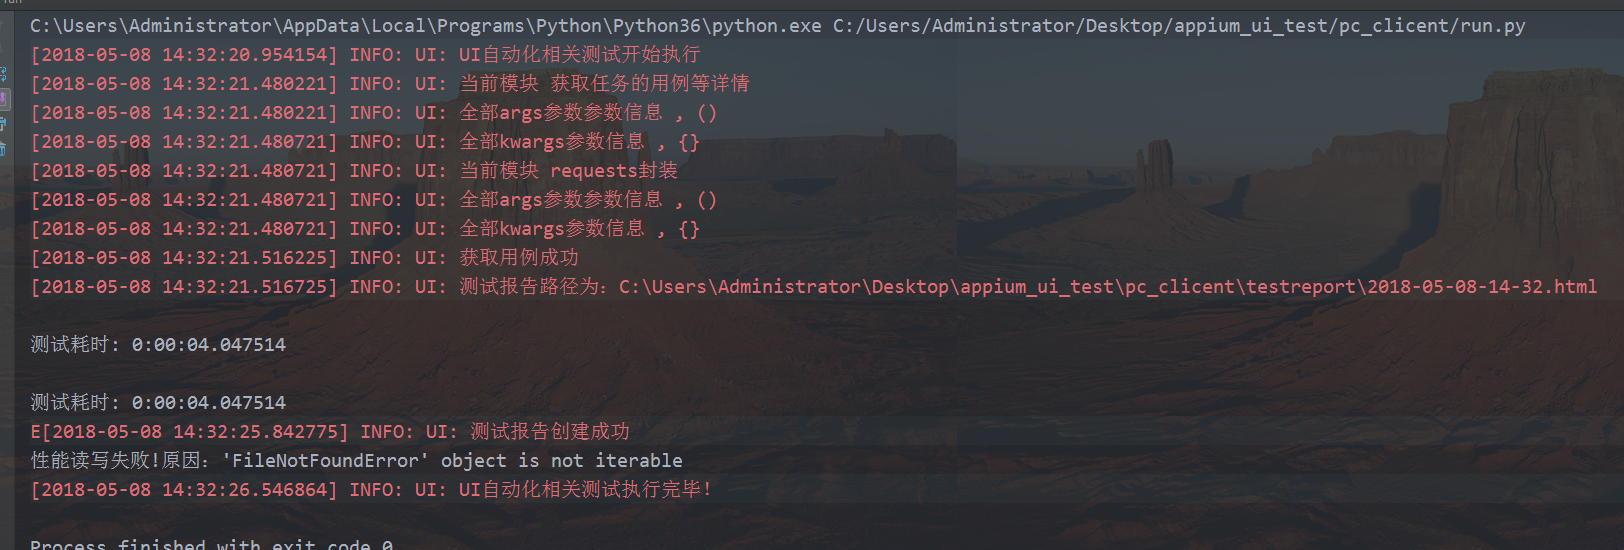 run
C:\Users\Administrator\AppData\Local\Programs\Python\Python36\python.exe C:/Users/Administrator/Desktop/appium_ui_test/pc_clicent/run.py
[2018-05-08 14:32:20.954154] INFO: UI: UI自动化相关测试开始执行
[2018-05-08 14:32:21.480221] INFO: UI: 当前模块 获取任务的用例等详情
[2018-05-08 14:32:21.480221] INFO: UI: 全部args参数参数信息 , ()
[2018-05-08 14:32:21.480721] INFO: UI: 全部kwargs参数信息 , {}
[2018-05-08 14:32:21.480721] INFO: UI: 当前模块 requests封装
[2018-05-08 14:32:21.480721] INFO: UI: 全部args参数参数信息 , ()
[2018-05-08 14:32:21.480721] INFO: UI: 全部kwargs参数信息 , {}
[2018-05-08 14:32:21.516225] INFO: UI: 获取用例成功
[2018-05-08 14:32:21.516725] INFO: UI: 测试报告路径为：C:\Users\Administrator\Desktop\appium_ui_test\pc_clicent\testreport\2018-05-08-14-32.html
测试耗时: 0:00:04.047514
测试耗时: 0:00:04.047514
E[2018-05-08 14:32:25.842775] INFO: UI: 测试报告创建成功
性能读写失败!原因：'FileNotFoundError' object is not iterable
[2018-05-08 14:32:26.546864] INFO: UI: UI自动化相关测试执行完毕！
Process finished with exit code 0